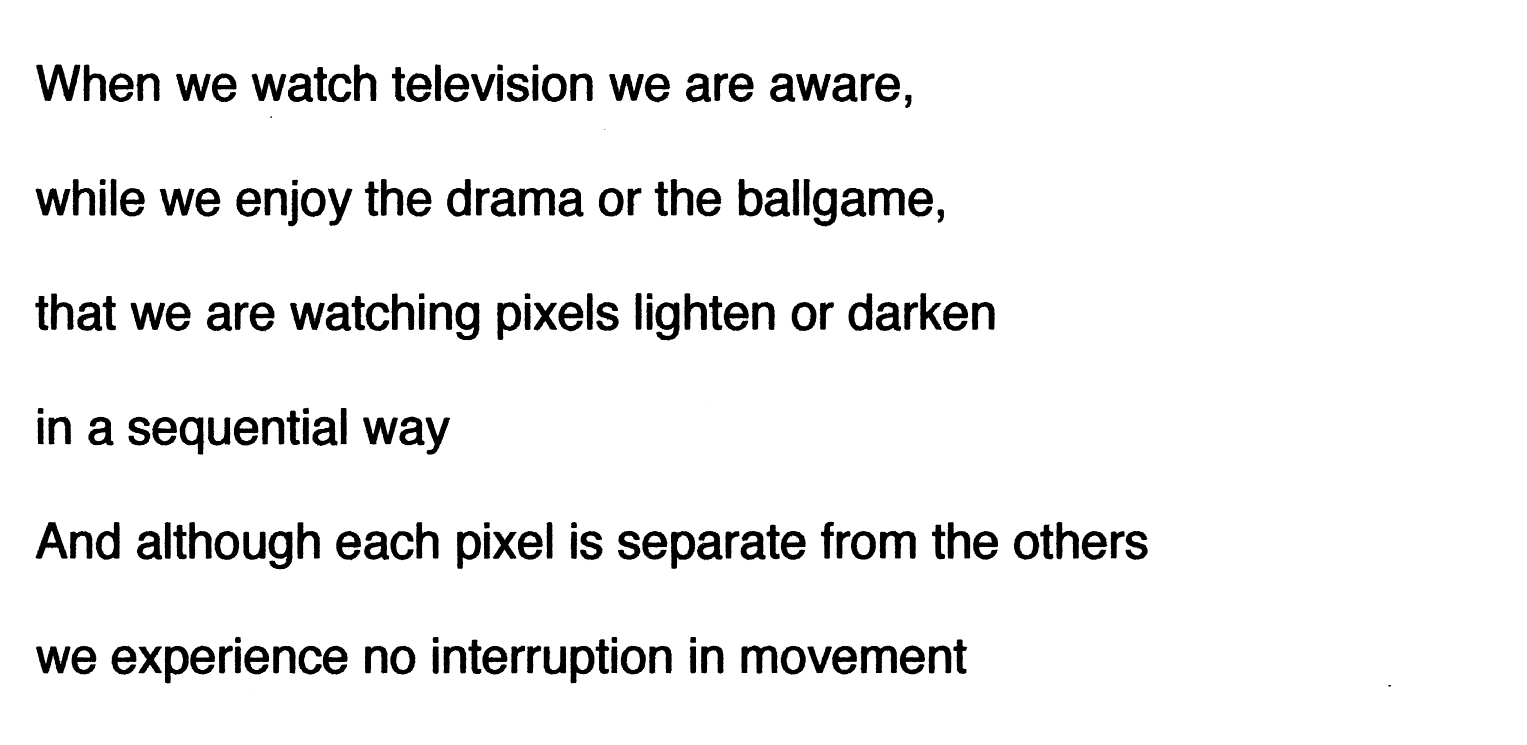 When we watch television we are aware,
while we enjoy the drama or the ballgame,
that we are watching pixels lighten or darken
in a sequential way
And although each pixel is separate from the others
we experience no interruption in movement